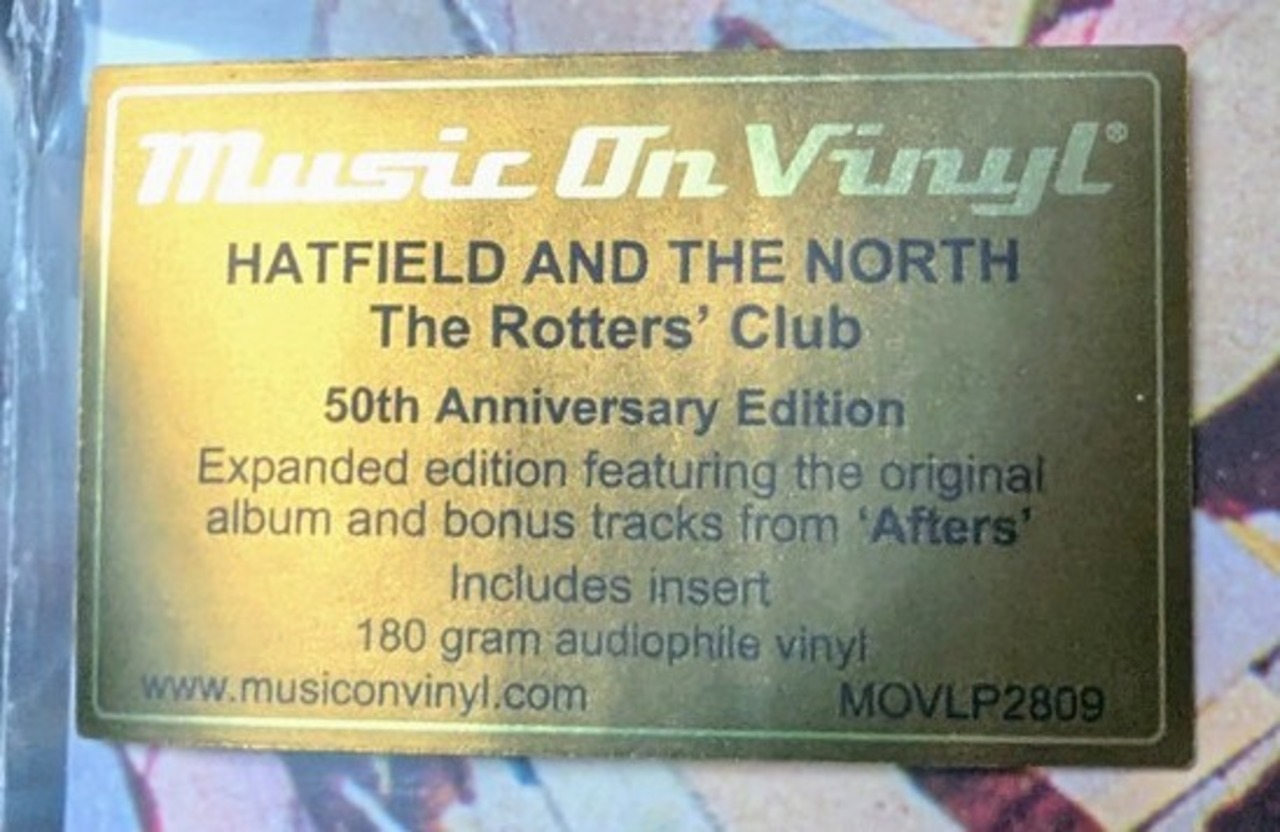 Music On Vinyl®
HATFIELD AND THE NORTH
The Rotters’ Club
50th Anniversary Edition
Expanded edition featuring the original
album and bonus tracks from ‘Afters’
Includes insert
180 gram audiophile vinyl
www.musiconvinyl.com MOVLP2809